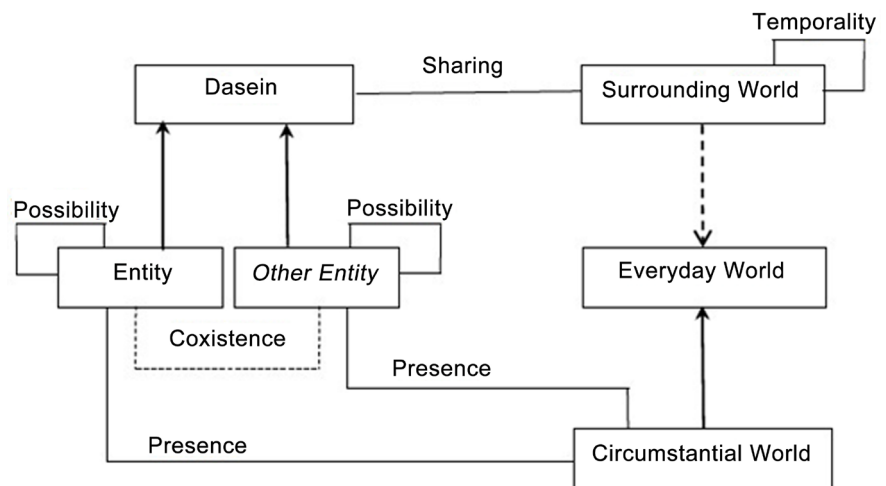 Temporality
Sharing
Dasein
Surrounding World
Possibility
Possibility
Entity
Other Entity
Everyday World
Coxistence
Presence
Presence
Circumstantial World